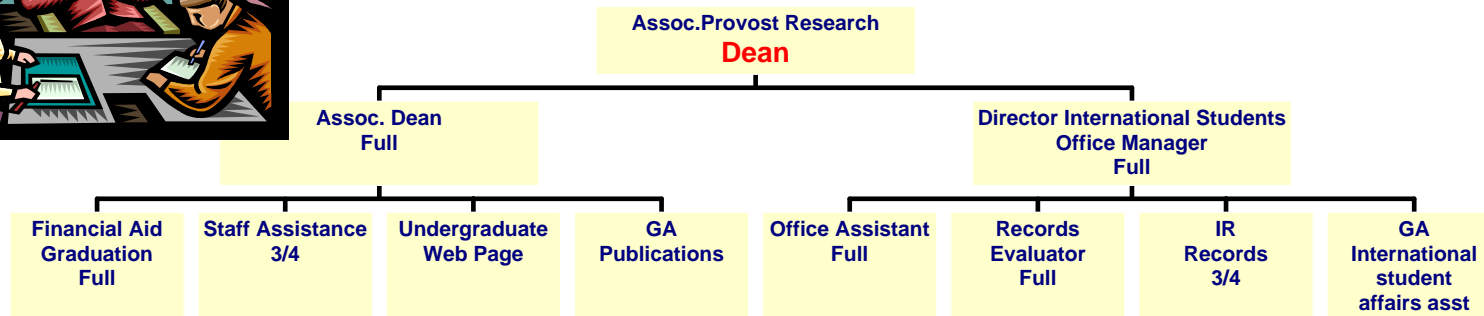 Assoc.Provost Research
Dean
Assoc. Dean
Full
Director International Students
Office Manager
Full
Financial Aid
Graduation
Full
Staff Assistance
3/4
Undergraduate
Web Page
GA
Publications
Office Assistant
Full
Records
Evaluator
Full
IR
Records
3/4
GA
International
student
affairs asst